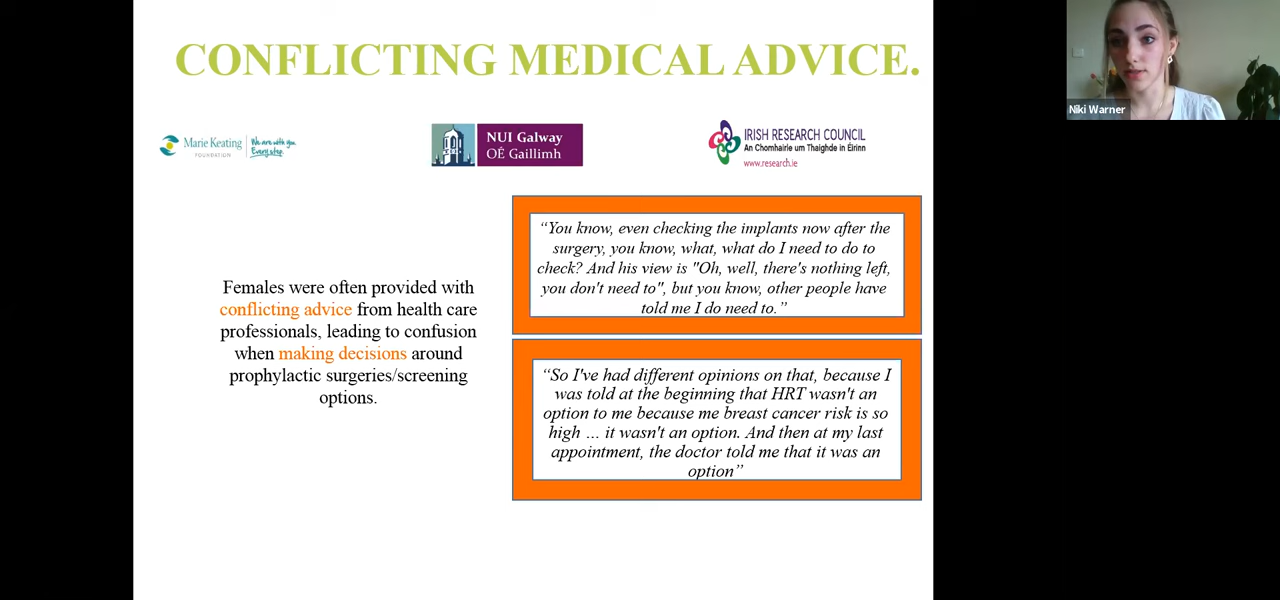 CONFLICTING MEDICAL ADVICE.
Niki Warner
Marie Keating
FOUNDATION
We are with you
Every step.
NUI Galway
OÉ Gaillimh
IRISH RESEARCH COUNCIL
An Chomhairle um Thaighde in Éirinn
www.research.ie
Females were often provided with
conflicting advice from health care
professionals, leading to confusion
when making decisions around
prophylactic surgeries/screening
options.
“You know, even checking the implants now after the
surgery, you know, what, what do I need to do to
check? And his view is "Oh, well, there's nothing left,
you don't need to", but you know, other people have
told me I do need to.”
“So I've had different opinions on that, because I
was told at the beginning that HRT wasn't an
option to me because me breast cancer risk is so
high … it wasn't an option. And then at my last
appointment, the doctor told me that it was an
option”